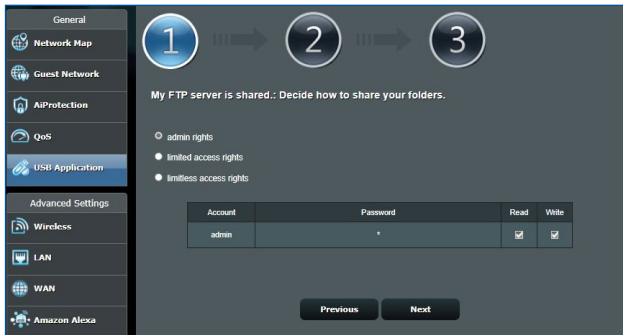 General
Network Map
Guest Network
AiProtection
QoS
USB Application
Advanced Settings
Wireless
LAN
WAN
Amazon Alexa
1 2 3
My FTP server is shared.: Decide how to share your folders.
admin rights
limited access rights
limitless access rights
Account Password Read Write
admin *
Previous Next